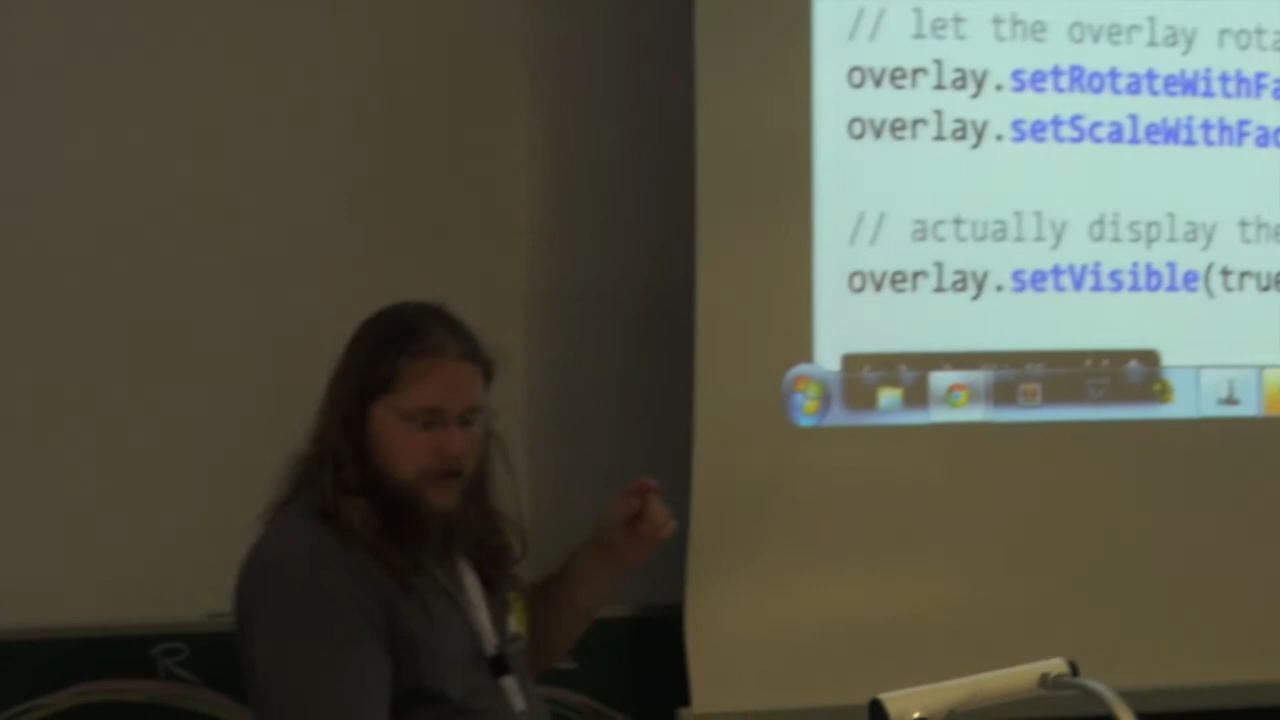 // let the overlay rota
overlay.setRotateWithFa
overlay.setScaleWithFac
// actually display the
overlay.setVisible(true
R